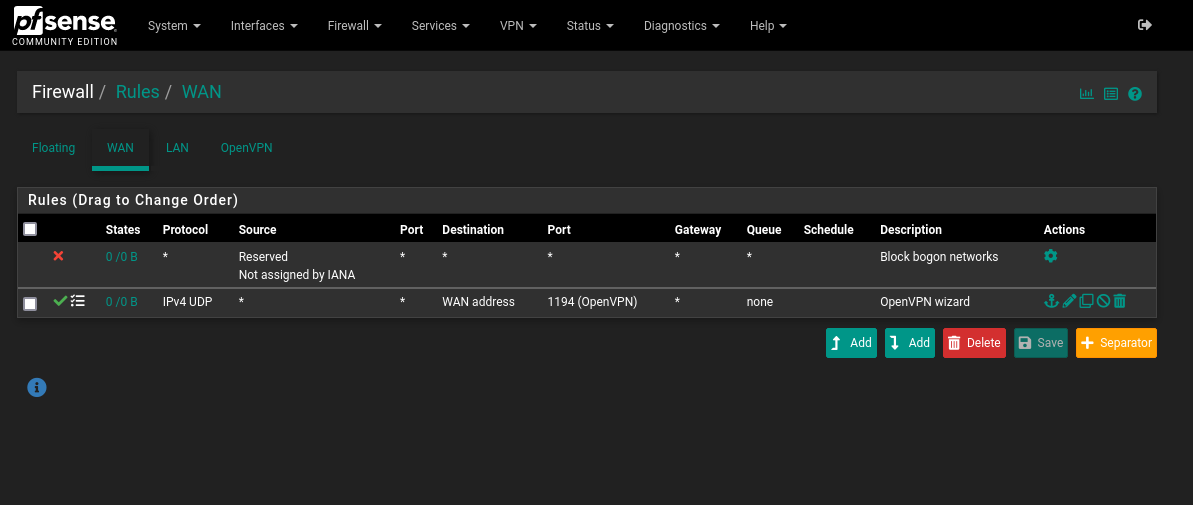 pfsense
COMMUNITY EDITION
System Interfaces Firewall Services VPN Status Diagnostics Help
Firewall / Rules / WAN
Floating WAN LAN OpenVPN
Rules (Drag to Change Order)
States Protocol Source Port Destination Port Gateway Queue Schedule Description Actions
0 /0 B * Reserved * * * * * Block bogon networks
Not assigned by IANA
0 /0 B IPv4 UDP * * WAN address 1194 (OpenVPN) * none OpenVPN wizard
Add Add Delete Save Separator